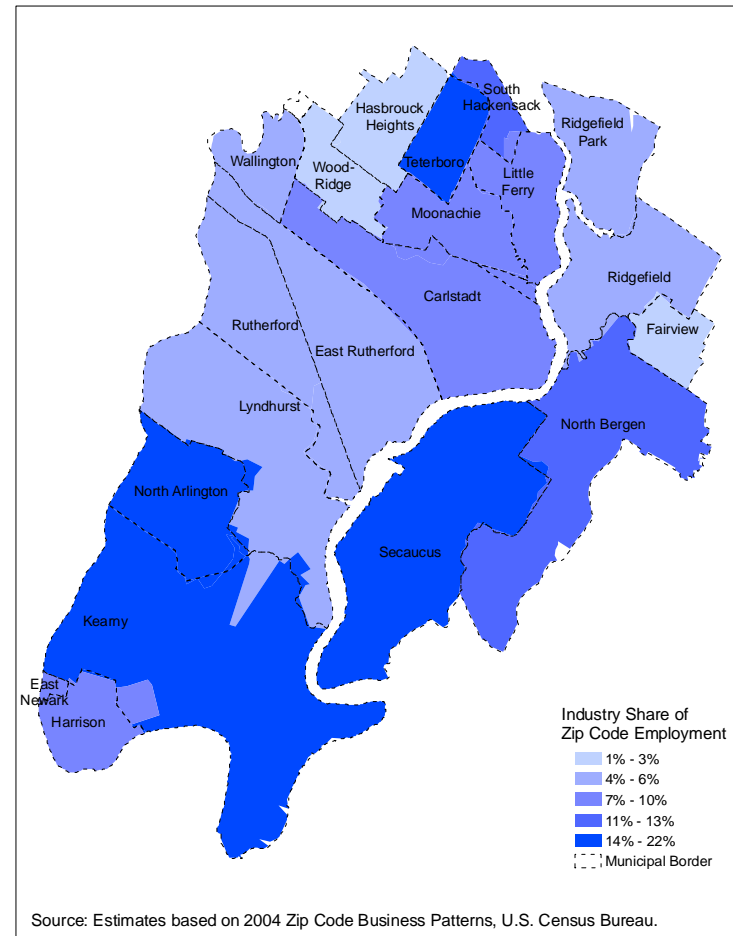 South
Hackensack
Hasbrouck
Heights
Ridgefield
Park
Wallington
Wood-
Ridge
Teterboro
Little
Ferry
Moonachie
Ridgefield
Carlstadt
Fairview
Rutherford
East Rutherford
Lyndhurst
North Bergen
North Arlington
Secaucus
Kearny
East
Newark
Harrison
Industry Share of
Zip Code Employment
1% - 3%
4% - 6%
7% - 10%
11% - 13%
14% - 22%
Municipal Border
Source: Estimates based on 2004 Zip Code Business Patterns, U.S. Census Bureau.